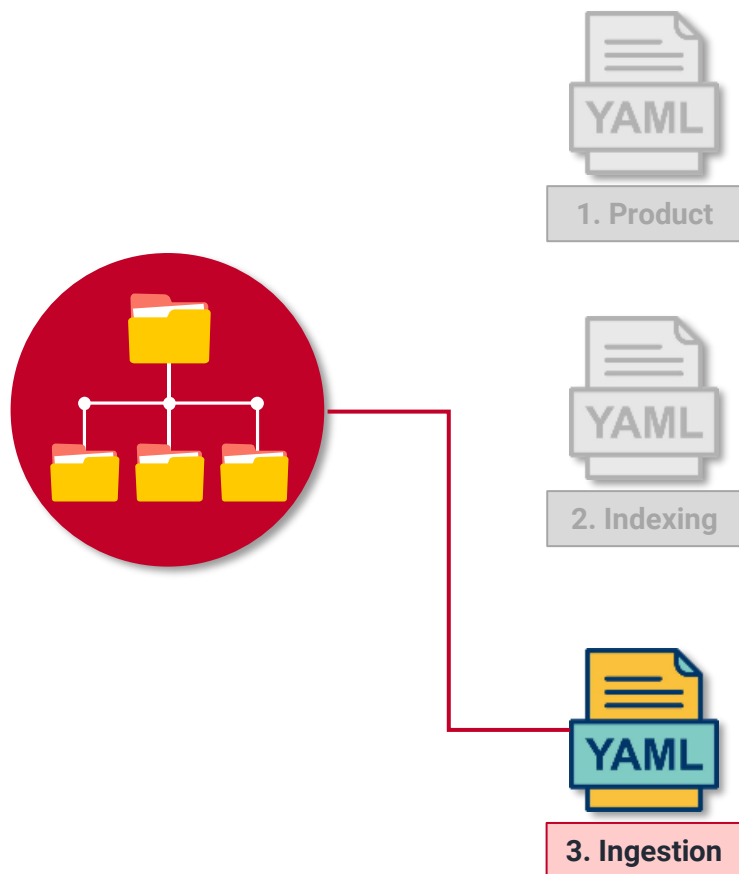 YAML
1. Product
YAML
2. Indexing
YAML
3. Ingestion